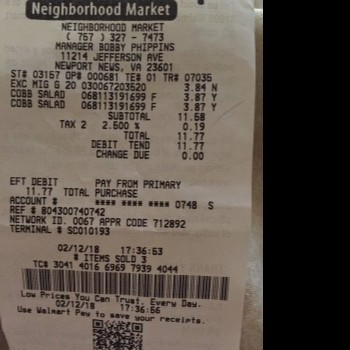 Neighborhood Market
NEIGHBORHOOD MARKET
( 757 ) 327 - 7473
MANAGER BOBBY PHIPPINS
11214 JEFFERSON AVE
NEWPORT NEWS, VA 23601
ST# 03157 OP# 000681 TE# 01 TR# 07035
EXC MIG G 20 030067203520 3.84 N
COBB SALAD 068113191699 F 3.87 Y
COBB SALAD 068113191699 F 3.87 Y
SUBTOTAL 11.58
TAX 2 2.500 % 0.19
TOTAL 11.77
DEBIT TEND 11.77
CHANGE DUE 0.00
EFT DEBIT PAY FROM PRIMARY
11.77 TOTAL PURCHASE
ACCOUNT # **** **** **** 0748 S
REF # 804300740742
NETWORK ID. 0067 APPR CODE 712892
TERMINAL # SC010193
02/12/18 17:36:53
# ITEMS SOLD 3
TC# 3041 4016 6969 7939 4044
Low Prices You Can Trust. Every Day.
02/12/18 17:36:56
Use Walmart Pay to save your receipts.